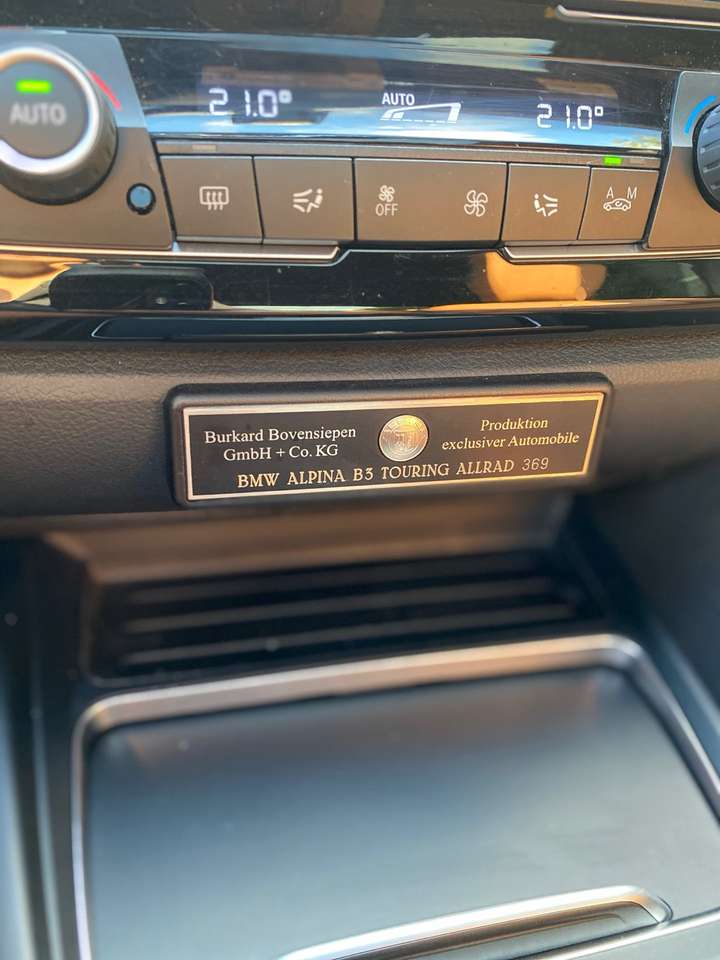 AUTO
21.0°
AUTO
21.0°
OFF
A M
Burkard Bovensiepen
GmbH + Co. KG
Produktion
exclusiver Automobile
BMW ALPINA B3 TOURING ALLRAD 369